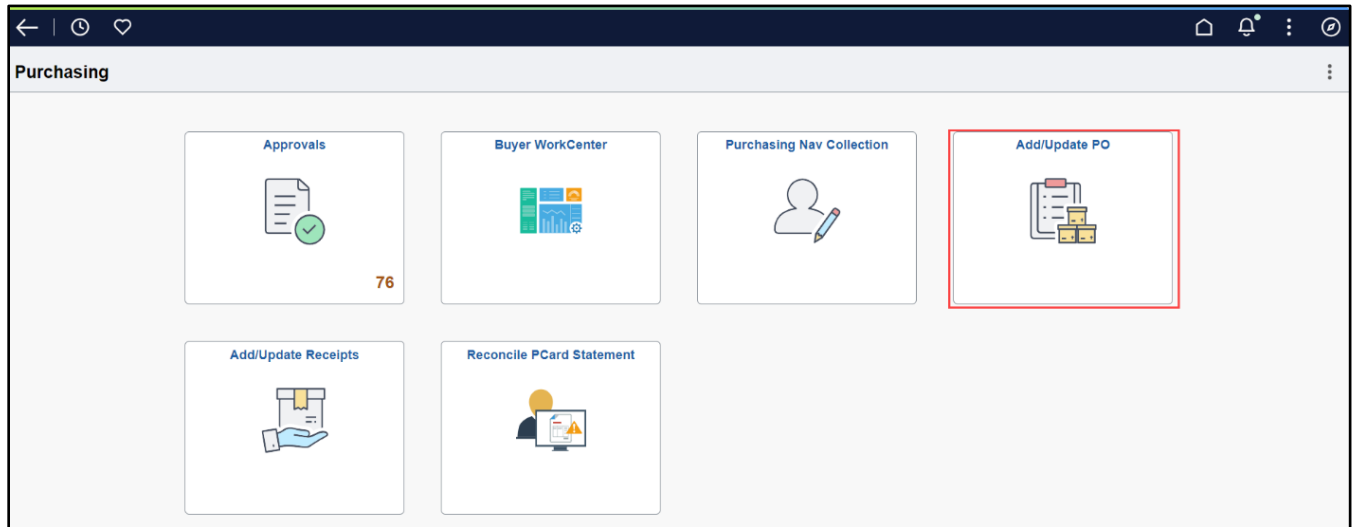 Purchasing
Approvals
76
Buyer WorkCenter
Purchasing Nav Collection
Add/Update PO
Add/Update Receipts
Reconcile PCard Statement